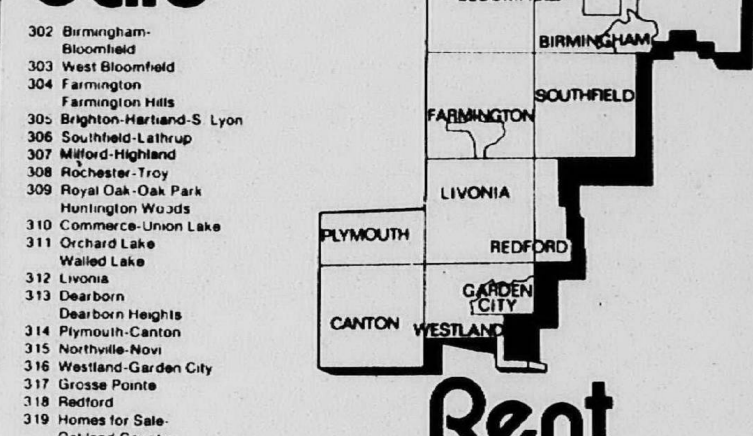 302 Birmingham-
Bloomfield
303 West Bloomfield
304 Farmington
Farmington Hills
305 Brighton-Hartland-S. Lyon
306 Southfield-Lathrup
307 Milford-Highland
308 Rochester-Troy
309 Royal Oak-Oak Park
Huntington Woods
310 Commerce-Union Lake
311 Orchard Lake
Walled Lake
312 Livonia
313 Dearborn
Dearborn Heights
314 Plymouth-Canton
315 Northville-Novi
316 Westland-Garden City
317 Grosse Pointe
318 Redford
319 Homes for Sale-
BIRMINGHAM
SOUTHFIELD
FARMINGTON
LIVONIA
PLYMOUTH
REDFORD
GARDEN
CITY
CANTON
WESTLAND
Rent